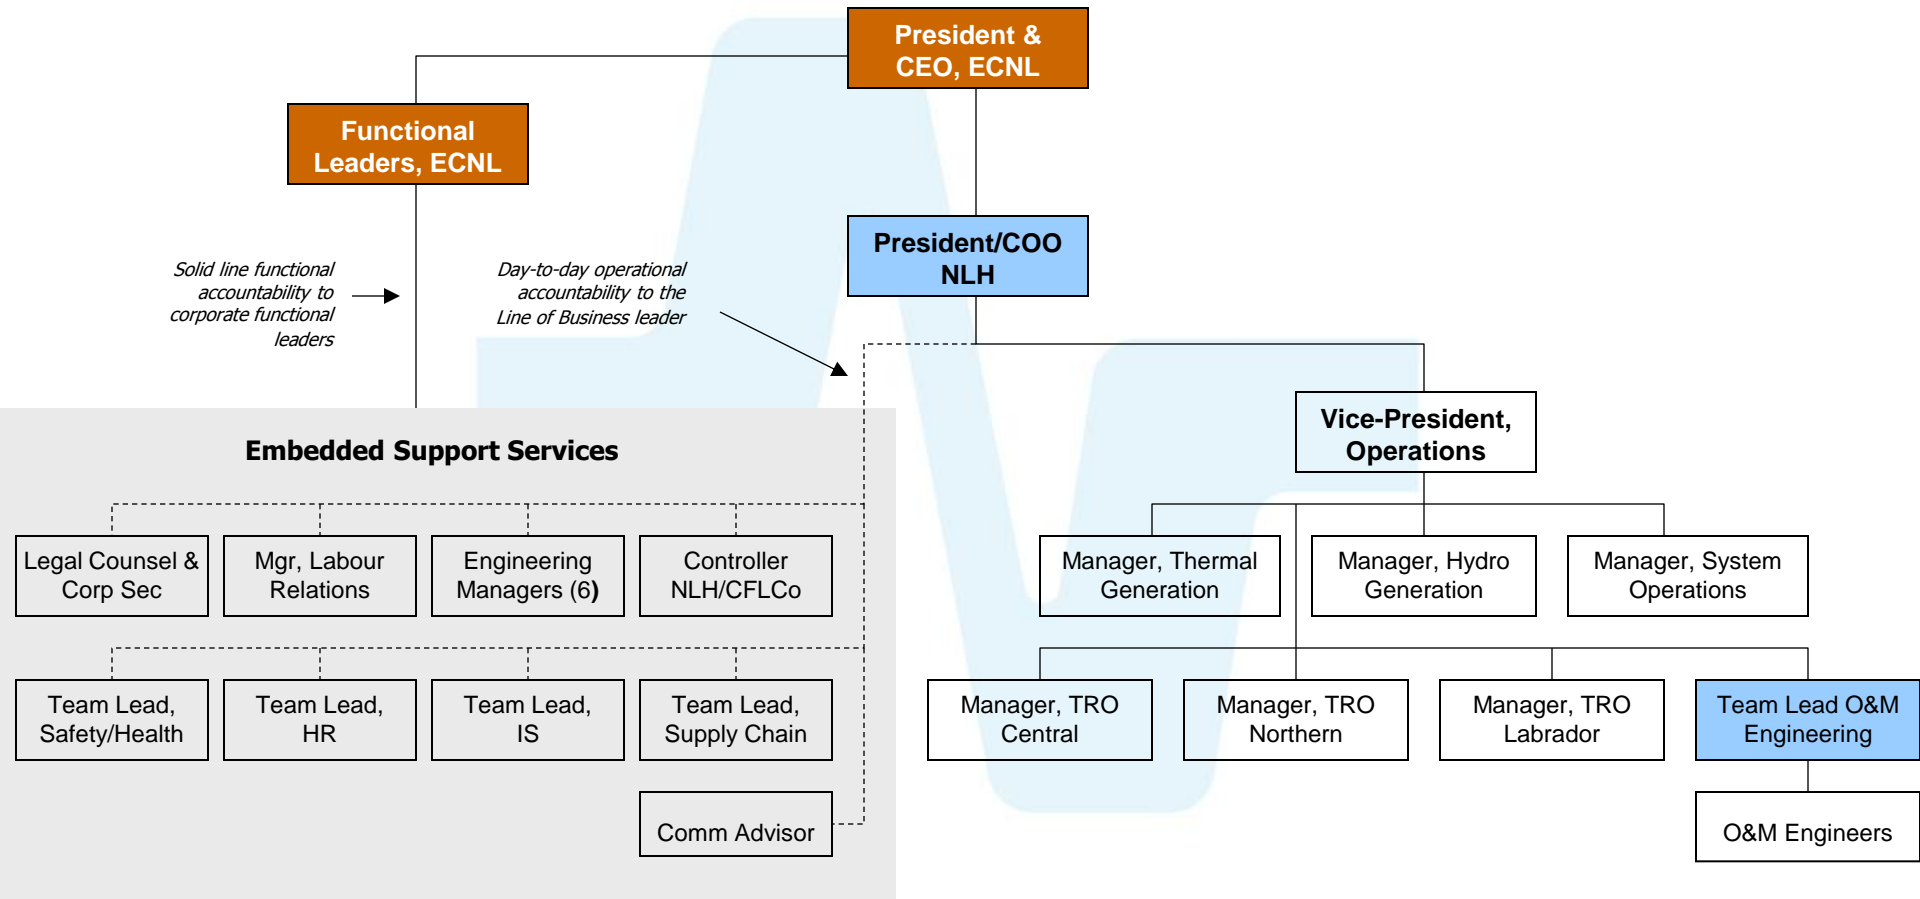 President &
CEO, ECNL
Functional
Leaders, ECNL
President/COO
NLH
Solid line functional
accountability to
corporate functional
leaders
Day-to-day operational
accountability to the
Line of Business leader
Vice-President,
Operations
Embedded Support Services
Legal Counsel &
Corp Sec
Mgr, Labour
Relations
Engineering
Managers (6)
Controller
NLH/CFLCo
Manager, Thermal
Generation
Manager, Hydro
Generation
Manager, System
Operations
Team Lead,
Safety/Health
Team Lead,
HR
Team Lead,
IS
Team Lead,
Supply Chain
Manager, TRO
Central
Manager, TRO
Northern
Manager, TRO
Labrador
Team Lead O&M
Engineering
Comm Advisor
O&M Engineers